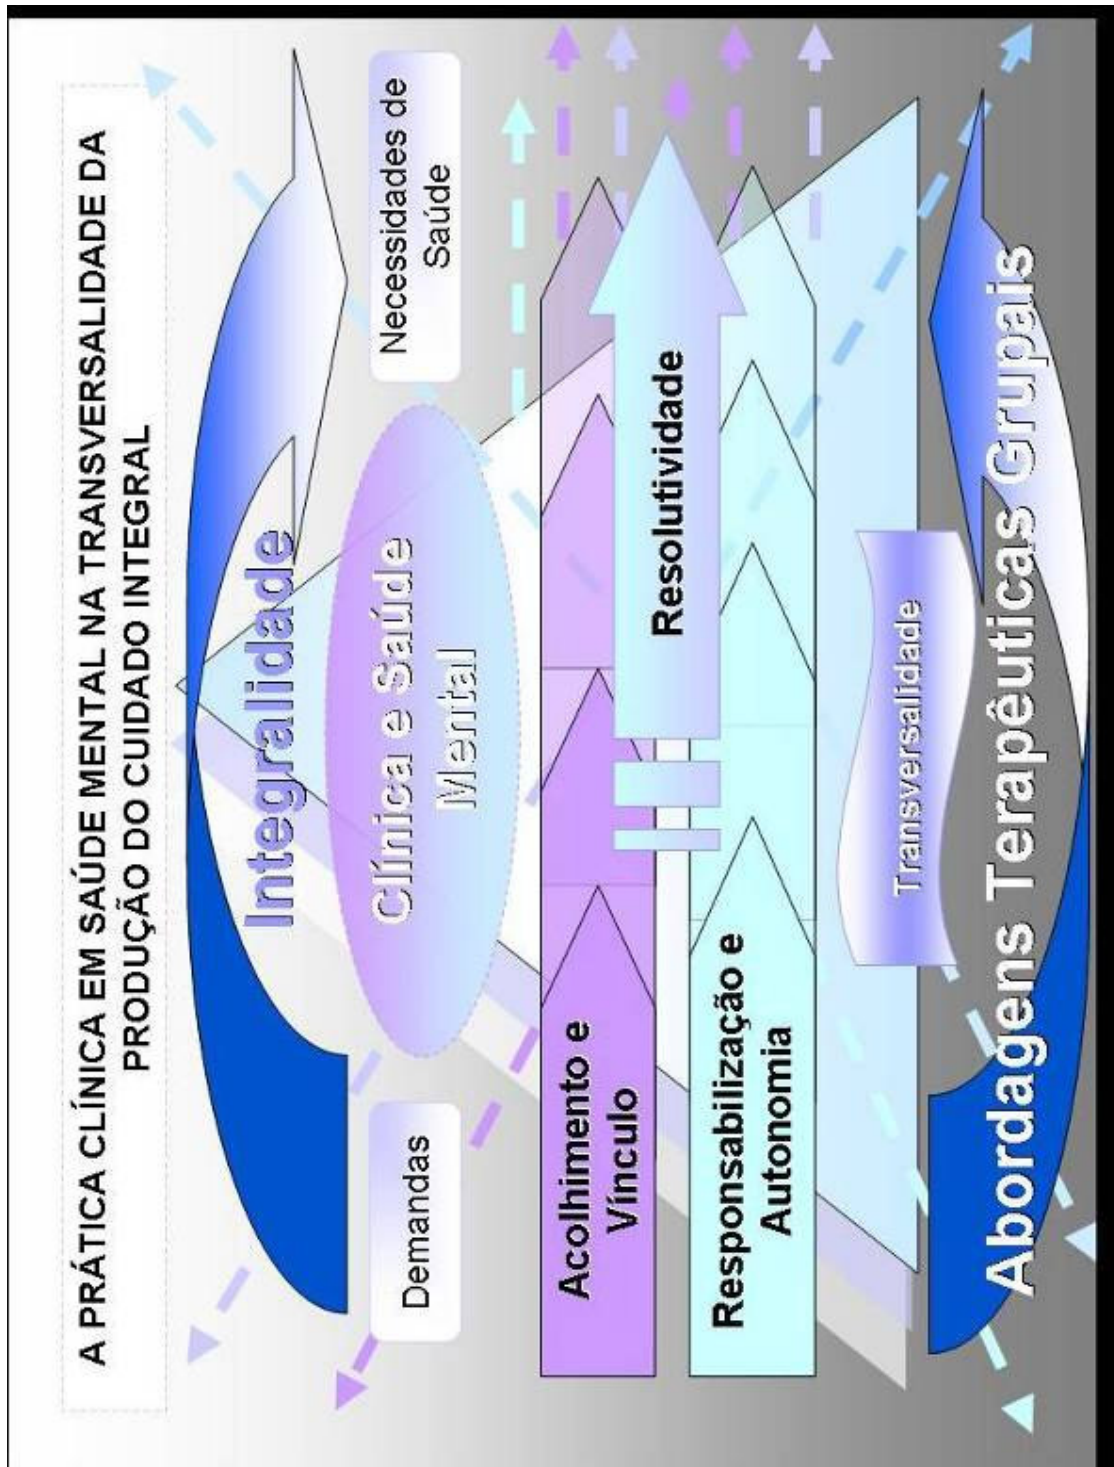 A PRÁTICA CLÍNICA EM SAÚDE MENTAL NA TRANSVERSALIDADE DA
PRODUÇÃO DO CUIDADO INTEGRAL
Integralidade
Demandas
Clínica e Saúde
Mental
Necessidades de
Saúde
Acolhimento e
Vínculo
Resolutividade
Responsabilização e
Autonomia
Transversalidade
Abordagens Terapêuticas Grupais